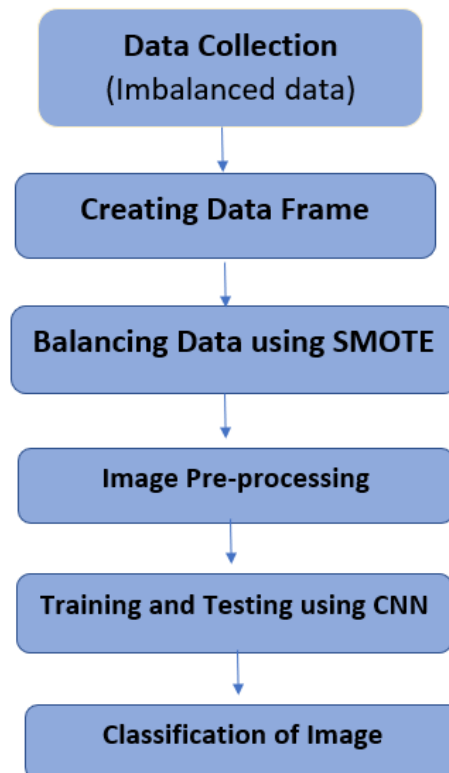 Data Collection
(Imbalanced data)
Creating Data Frame
Balancing Data using SMOTE
Image Pre-processing
Training and Testing using CNN
Classification of Image